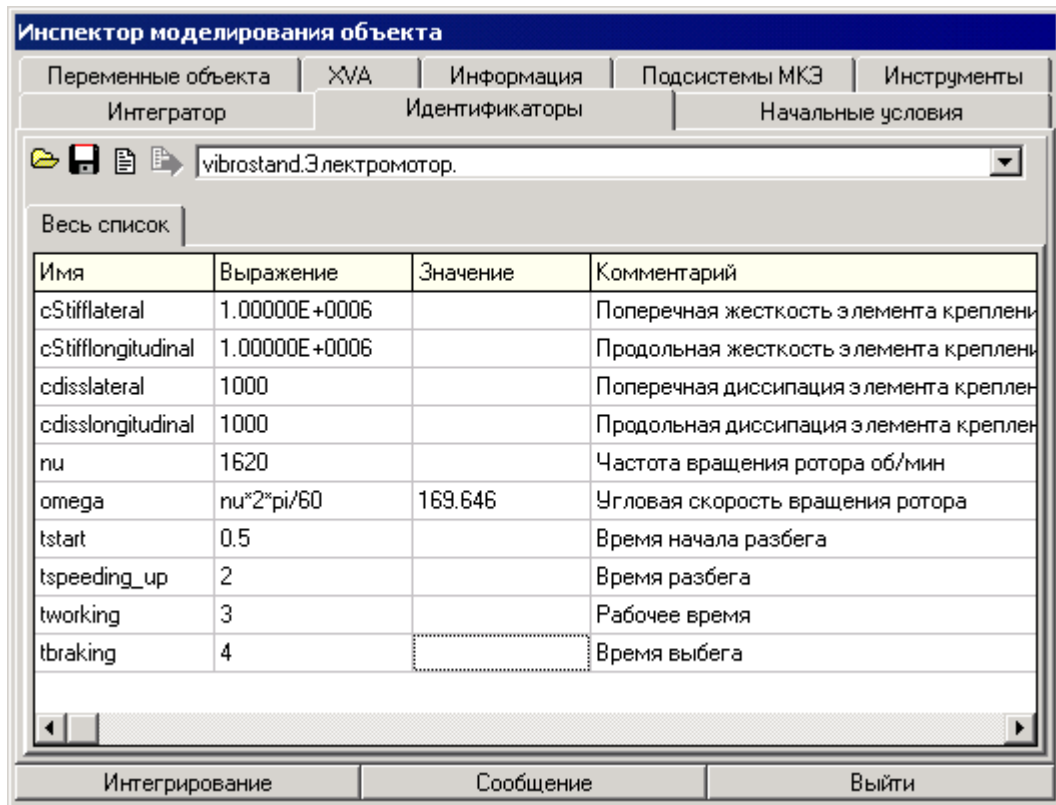 Инспектор моделирования объекта
Переменные объекта XVA Информация Подсистемы МКЭ Инструменты
Интегратор Идентификаторы Начальные условия
vibrostand.Электромотор.
Весь список
Имя Выражение Значение Комментарий
cStifflateral 1.00000E+0006 Поперечная жесткость элемента креплени
cStifflongitudinal 1.00000E+0006 Продольная жесткость элемента креплени
cdisslateral 1000 Поперечная диссипация элемента креплен
cdisslongitudinal 1000 Продольная диссипация элемента креплен
nu 1620 Частота вращения ротора об/мин
omega nu*2*pi/60 169.646 Угловая скорость вращения ротора
tstart 0.5 Время начала разбега
tspeeding_up 2 Время разбега
tworking 3 Рабочее время
tbraking 4 Время выбега
Интегрирование Сообщение Выйти